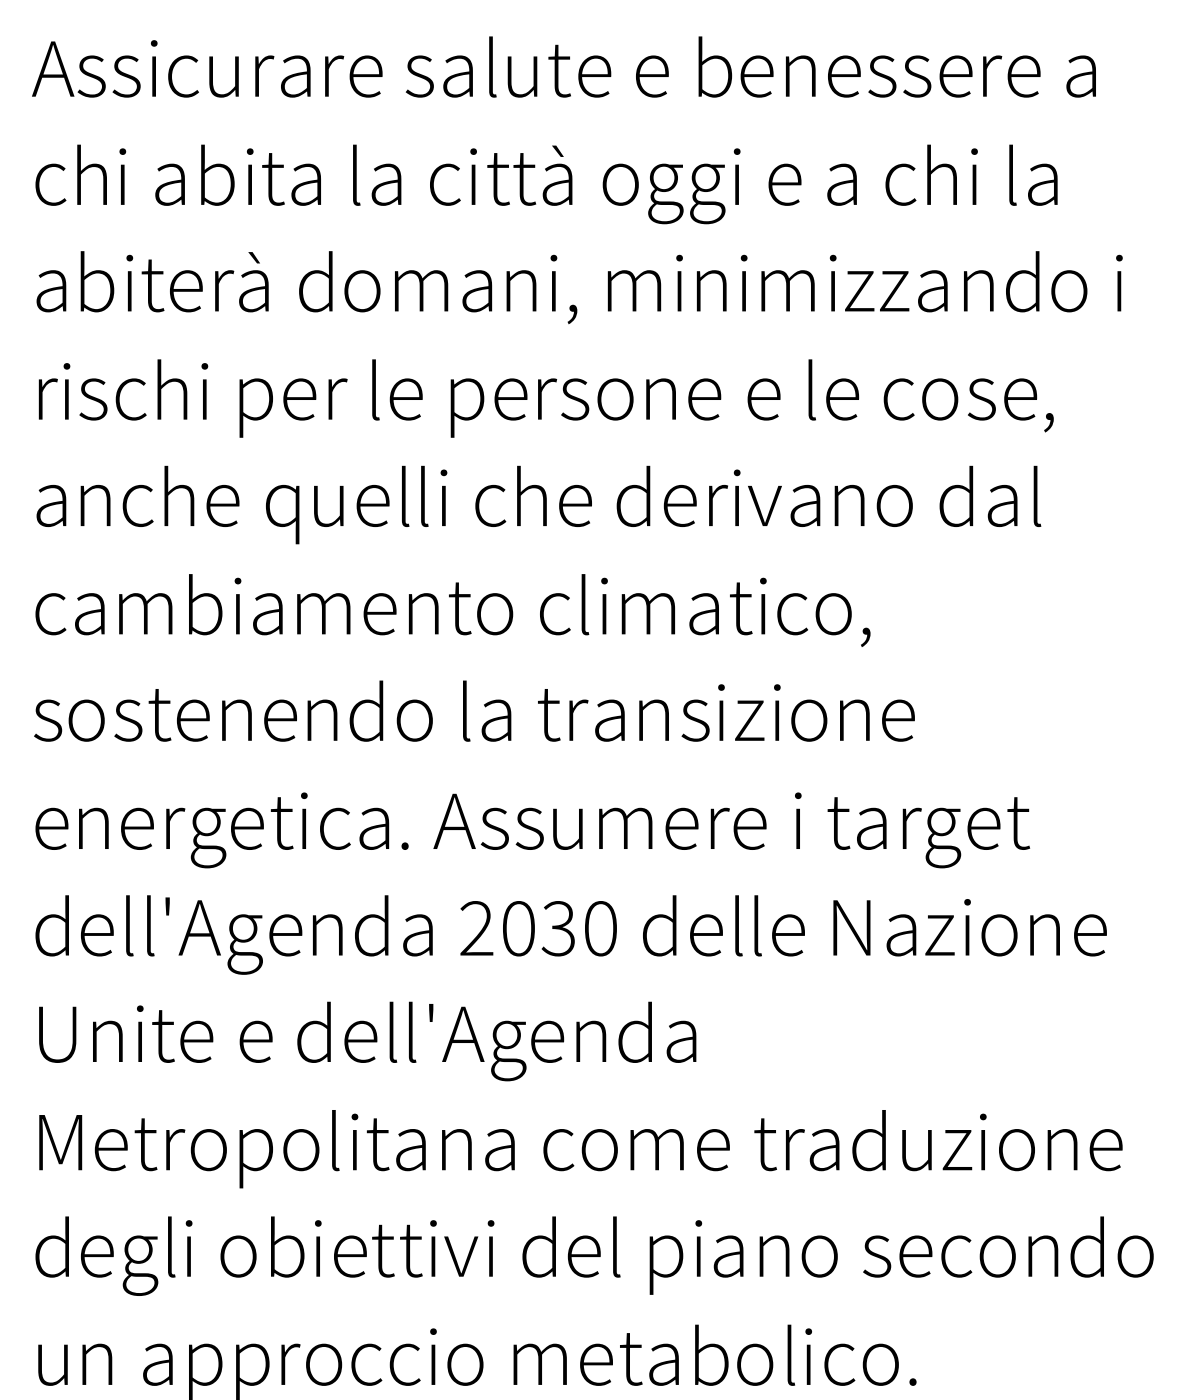 Assicurare salute e benessere a
chi abita la città oggi e a chi la
abiterà domani, minimizzando i
rischi per le persone e le cose,
anche quelli che derivano dal
cambiamento climatico,
sostenendo la transizione
energetica. Assumere i target
dell'Agenda 2030 delle Nazione
Unite e dell'Agenda
Metropolitana come traduzione
degli obiettivi del piano secondo
un approccio metabolico.